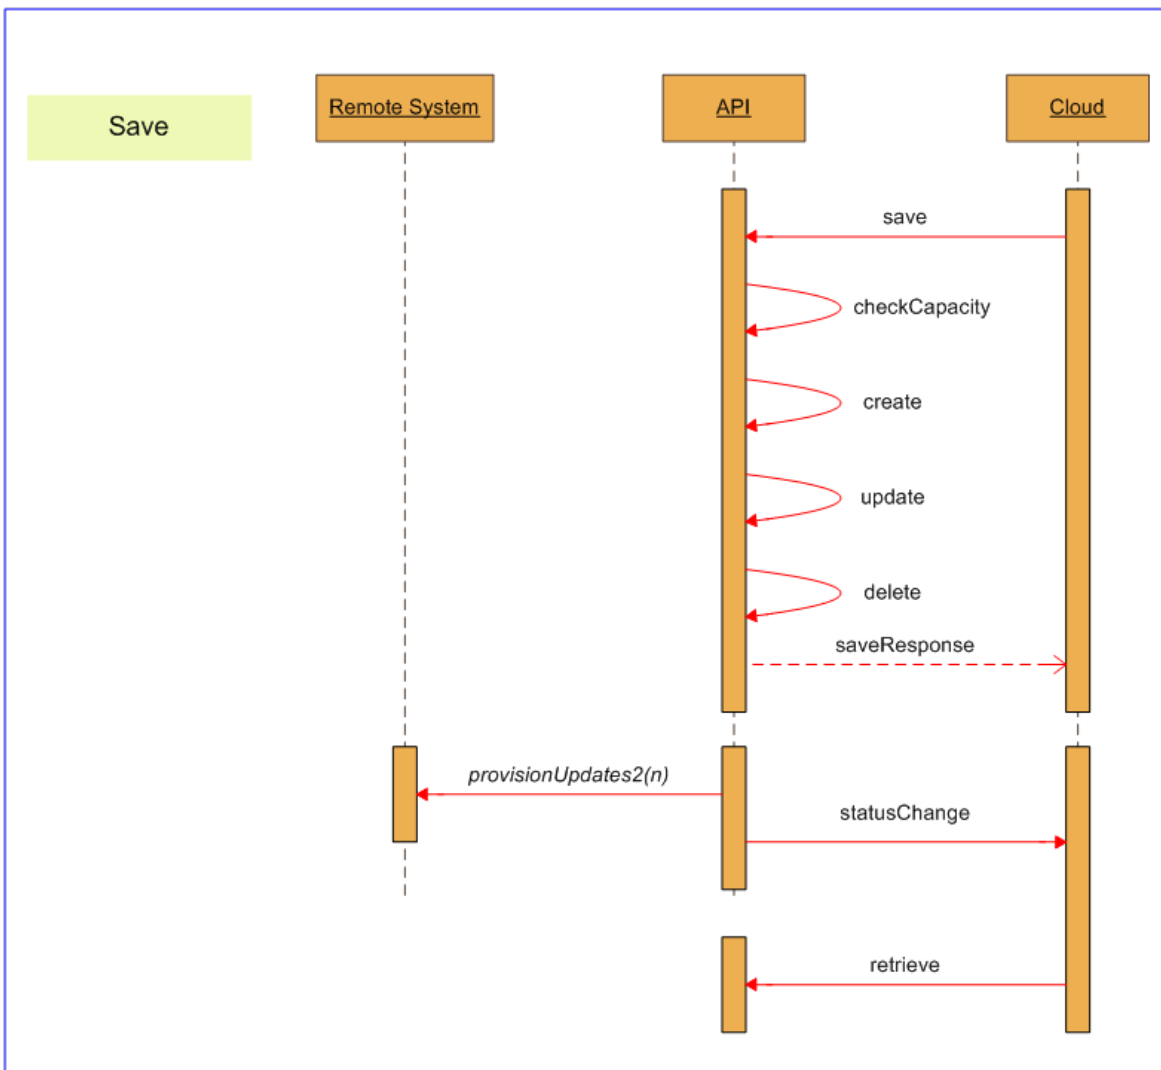 Save
Remote System
API
Cloud
save
checkCapacity
create
update
delete
saveResponse
provisionUpdates2(n)
statusChange
retrieve